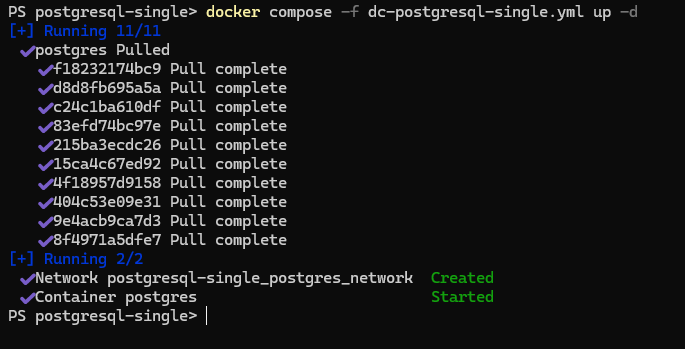 PS postgresql-single> docker compose -f dc-postgresql-single.yml up -d
[+] Running 11/11
✓postgres Pulled
✓f18232174bc9 Pull complete
✓d8d8fb695a5a Pull complete
✓c24c1ba610df Pull complete
✓83efd74bc97e Pull complete
✓215ba3ecdc26 Pull complete
✓15ca4c67ed92 Pull complete
✓4f18957d9158 Pull complete
✓404c53e09e31 Pull complete
✓9e4acb9ca7d3 Pull complete
✓8f4971a5dfe7 Pull complete
[+] Running 2/2
✓Network postgresql-single_postgres_network Created
✓Container postgres Started
PS postgresql-single>